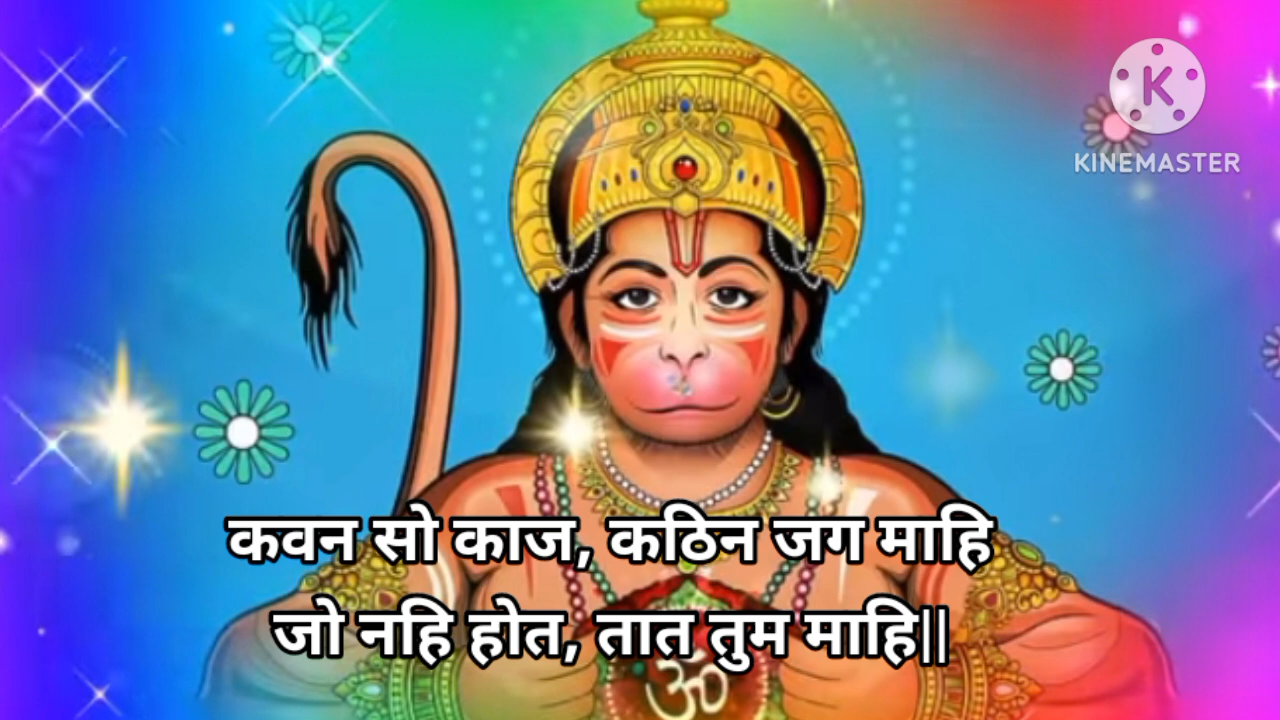 KINEMASTER
कवन सो काज, कठिन जग माहि
जो नहि होत, तात तुम माहि||
ॐ